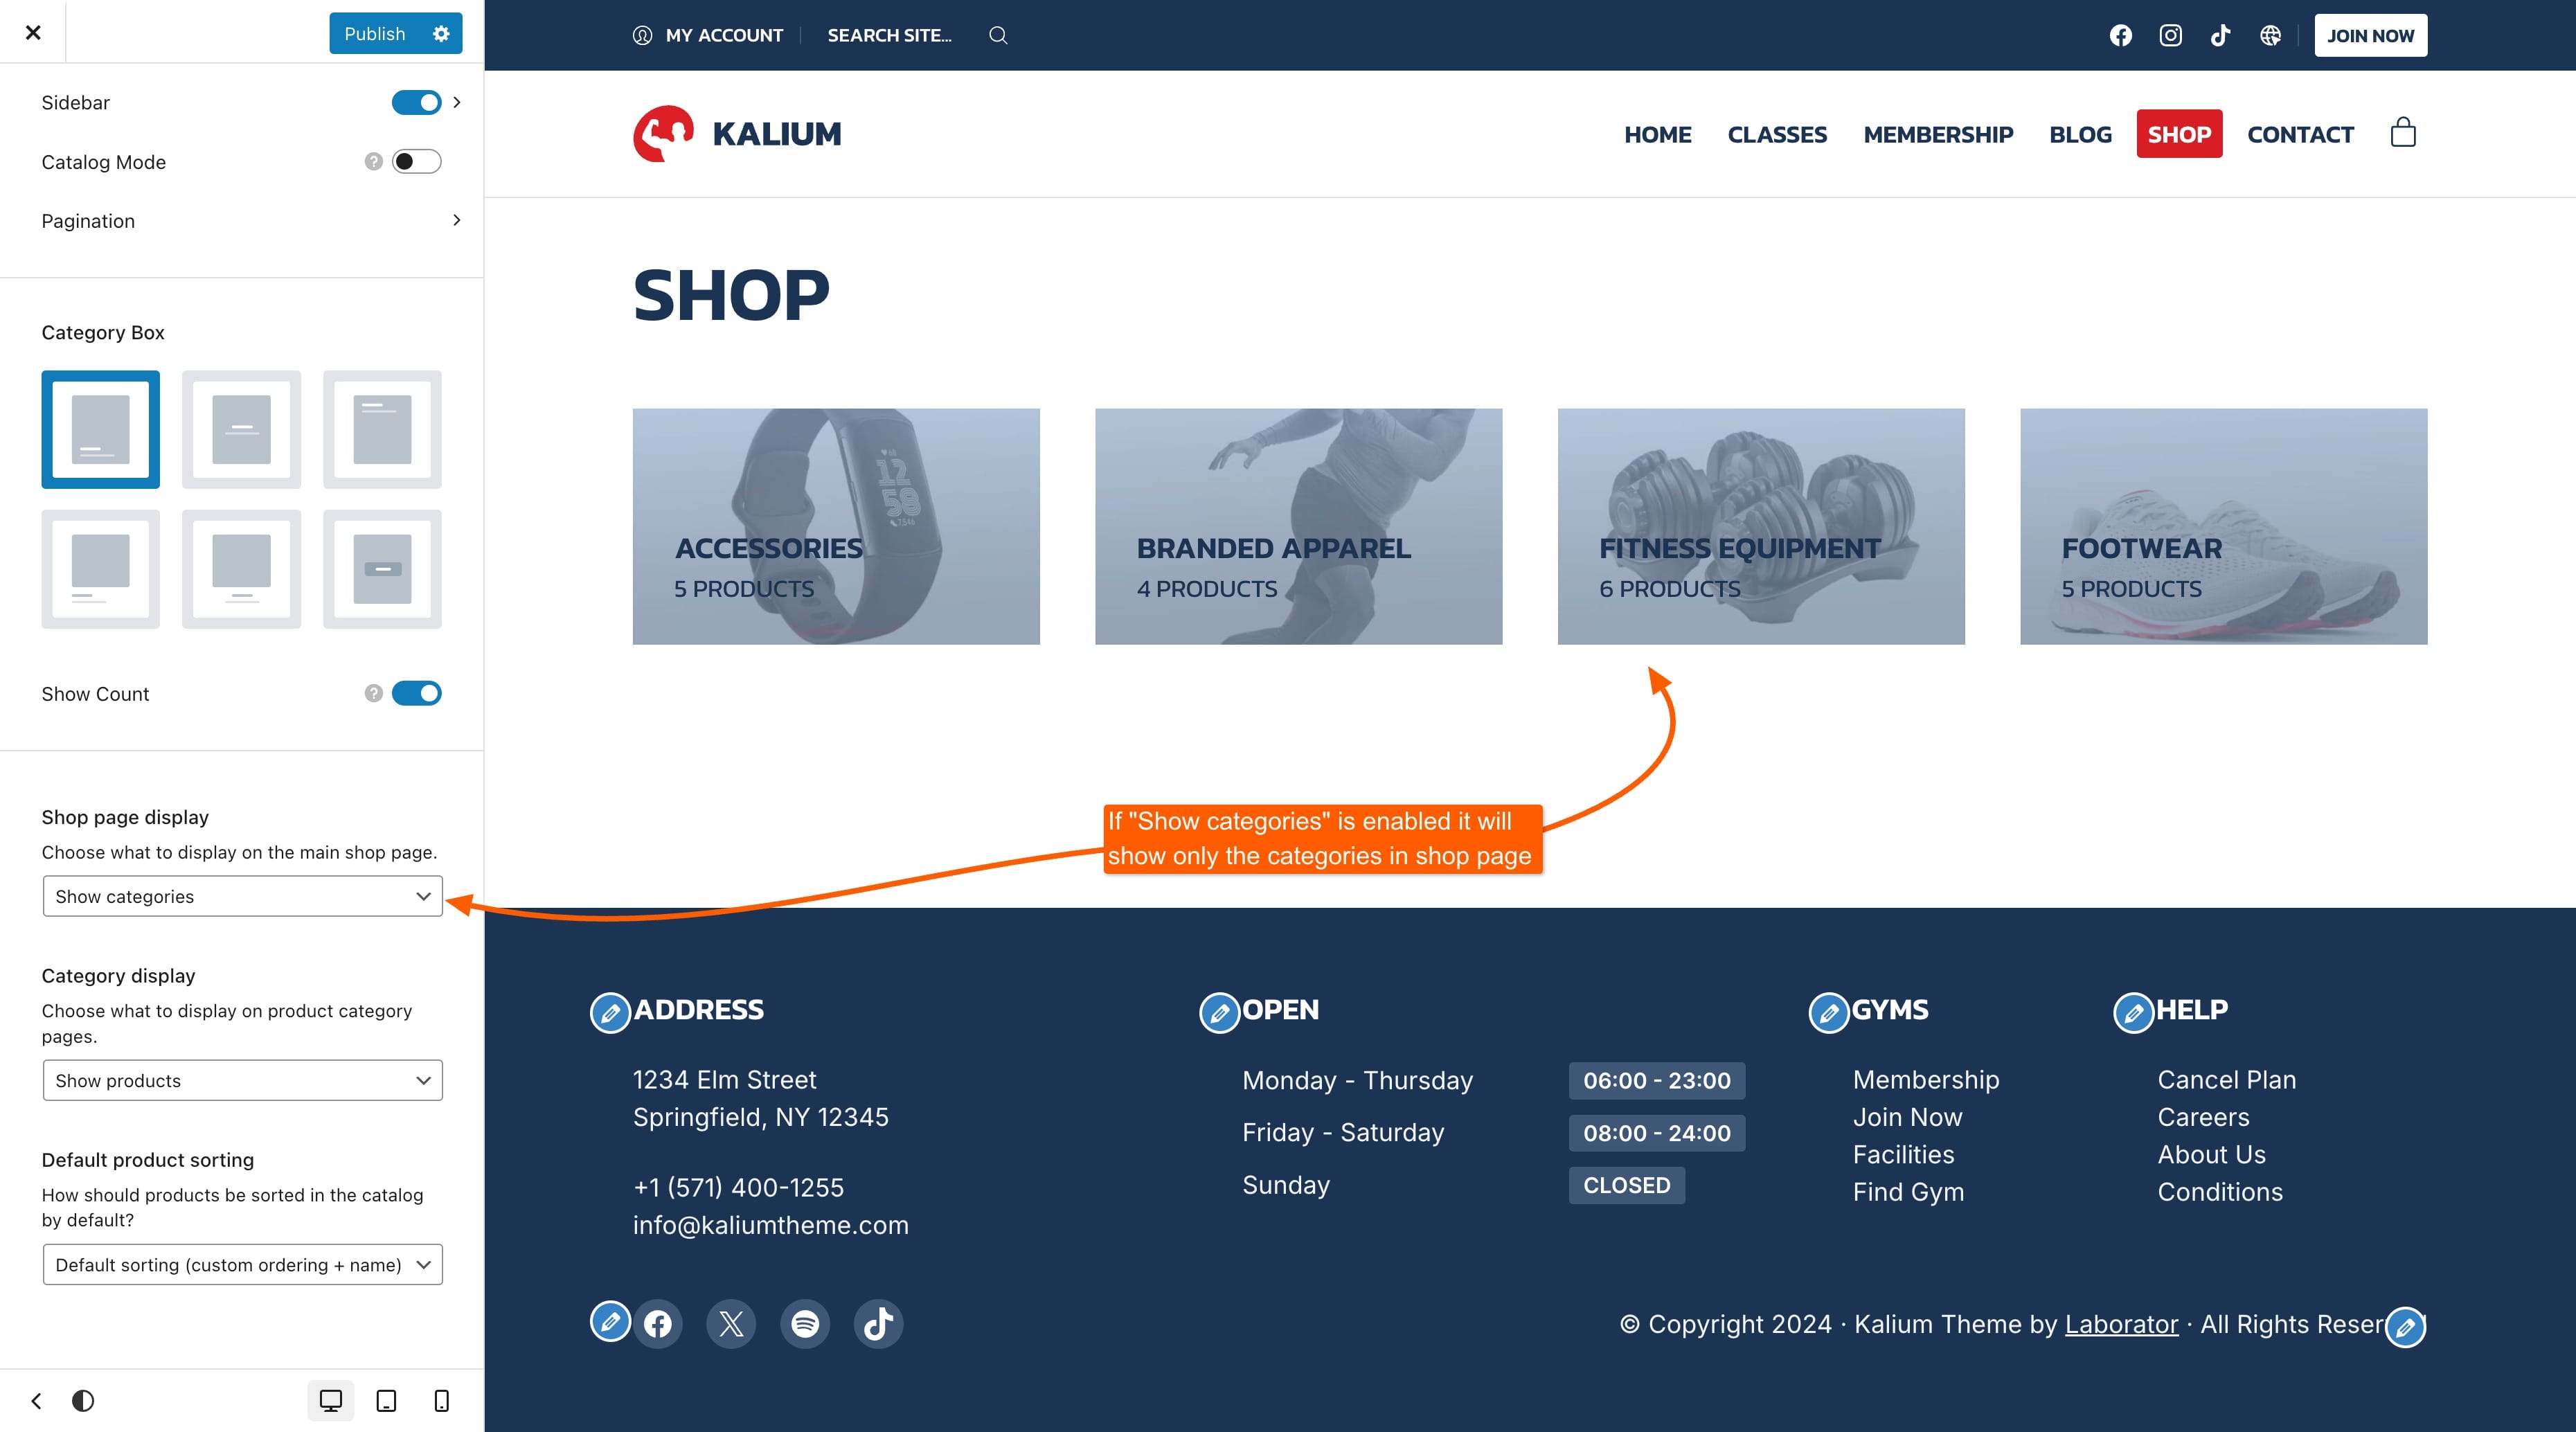 Publish
Sidebar
Catalog Mode
?
Pagination
Category Box
Show Count
?
Shop page display
Choose what to display on the main shop page.
Show categories
Category display
Choose what to display on product category
pages.
Show products
Default product sorting
How should products be sorted in the catalog
by default?
Default sorting (custom ordering + name)
MY ACCOUNT
SEARCH SITE...
JOIN NOW
KALIUM
HOME
CLASSES
MEMBERSHIP
BLOG
SHOP
CONTACT
SHOP
12
58
ACCESSORIES
5 PRODUCTS
BRANDED APPAREL
4 PRODUCTS
FITNESS EQUIPMENT
6 PRODUCTS
FOOTWEAR
5 PRODUCTS
If "Show categories" is enabled it will
show only the categories in shop page
ADDRESS
1234 Elm Street
Springfield, NY 12345
+1 (571) 400-1255
info@kaliumtheme.com
OPEN
Monday - Thursday
06:00 - 23:00
Friday - Saturday
08:00 - 24:00
Sunday
CLOSED
GYMS
Membership
Join Now
Facilities
Find Gym
HELP
Cancel Plan
Careers
About Us
Conditions
© Copyright 2024 · Kalium Theme by Laborator · All Rights Reser